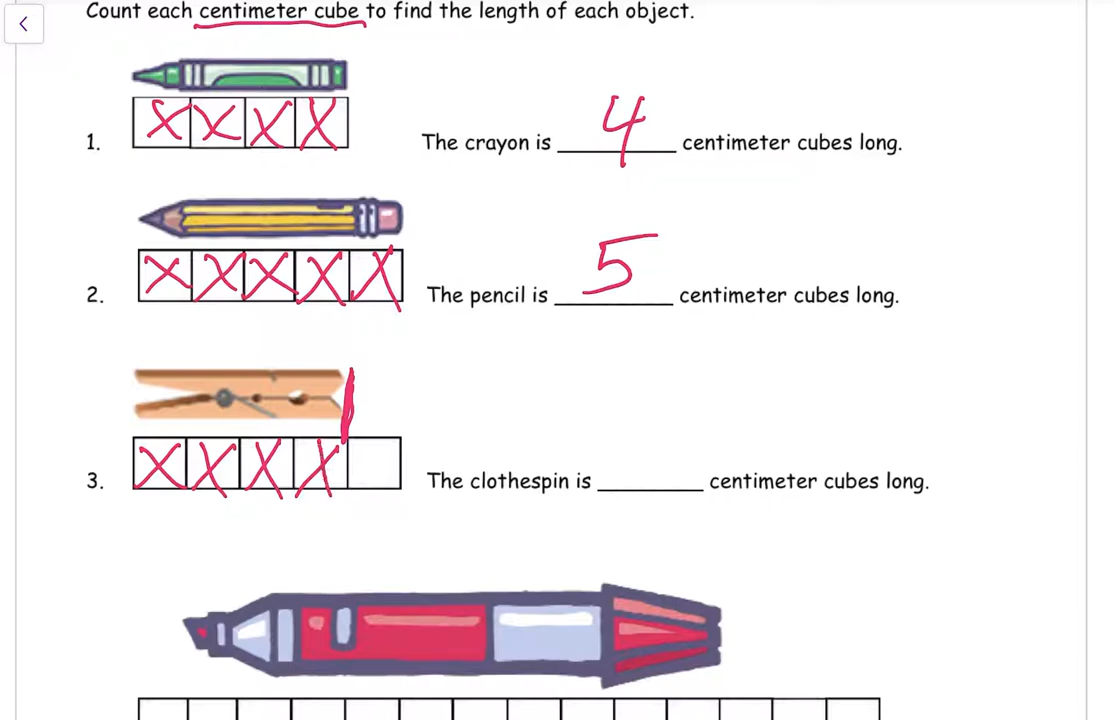 Count each centimeter cube to find the length of each object.
X X X X
1. The crayon is 4 centimeter cubes long.
X X X X X
2. The pencil is 5 centimeter cubes long.
X X X X
3. The clothespin is ________ centimeter cubes long.